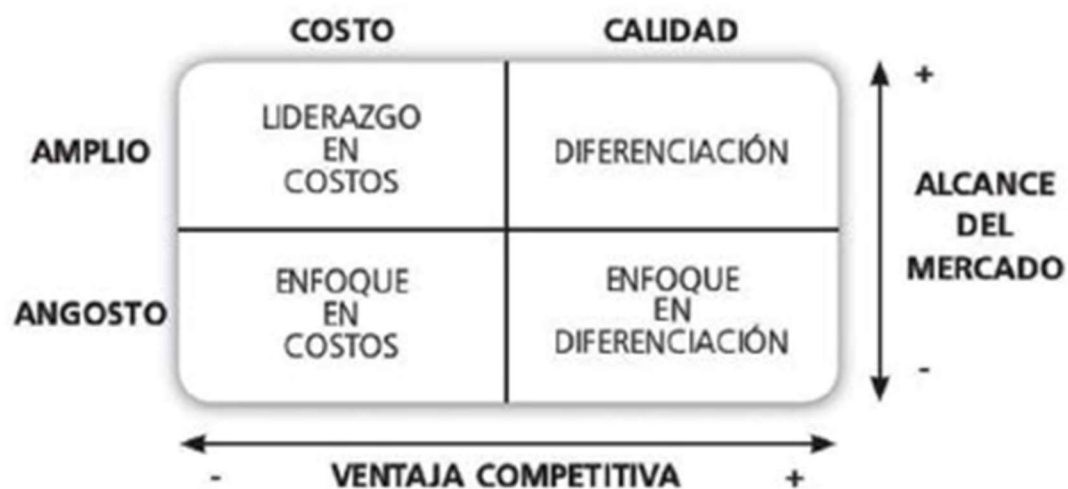 COSTO CALIDAD
AMPLIO
LIDERAZGO
EN
COSTOS
DIFERENCIACIÓN
ANGOSTO
ENFOQUE
EN
COSTOS
ENFOQUE
EN
DIFERENCIACIÓN
+
ALCANCE
DEL
MERCADO
-
- VENTAJA COMPETITIVA +